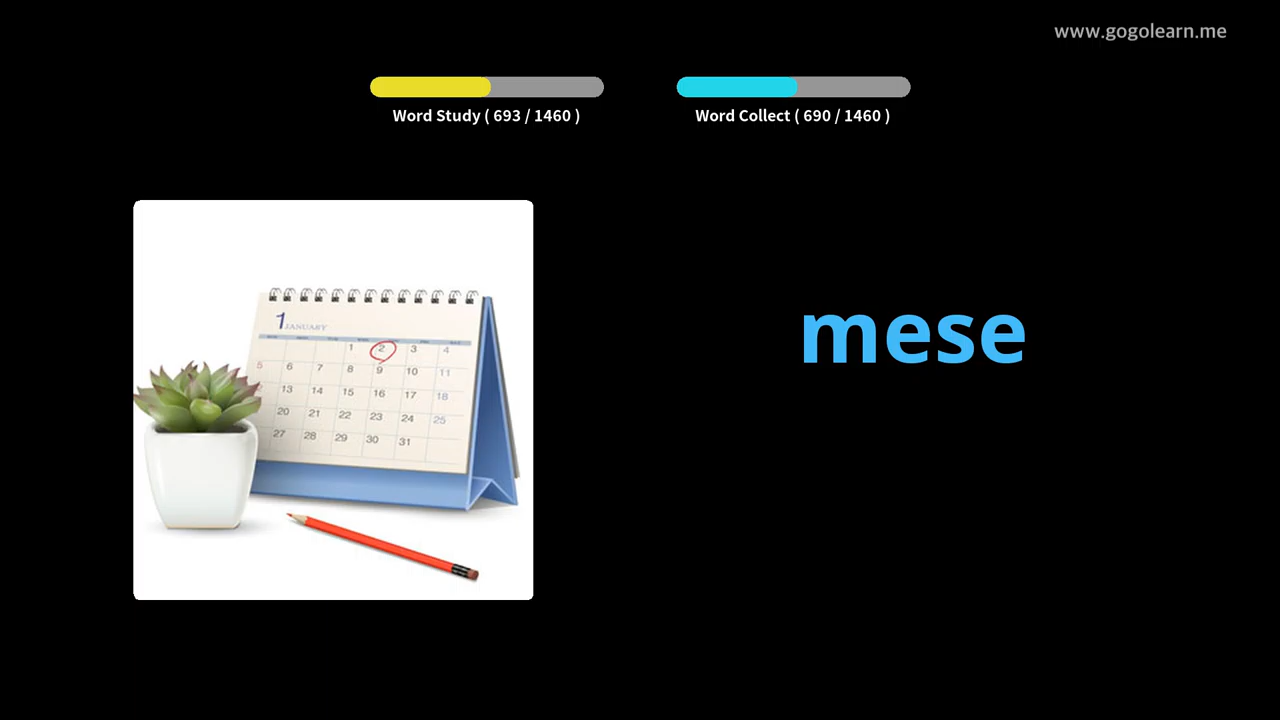 www.gogolearn.me
Word Study ( 693 / 1460 )
Word Collect ( 690 / 1460 )
mese
1 JANUARY
1 2 3 4
5 6 7 8 9 10 11
13 14 15 16 17 18
20 21 22 23 24 25
27 28 29 30 31